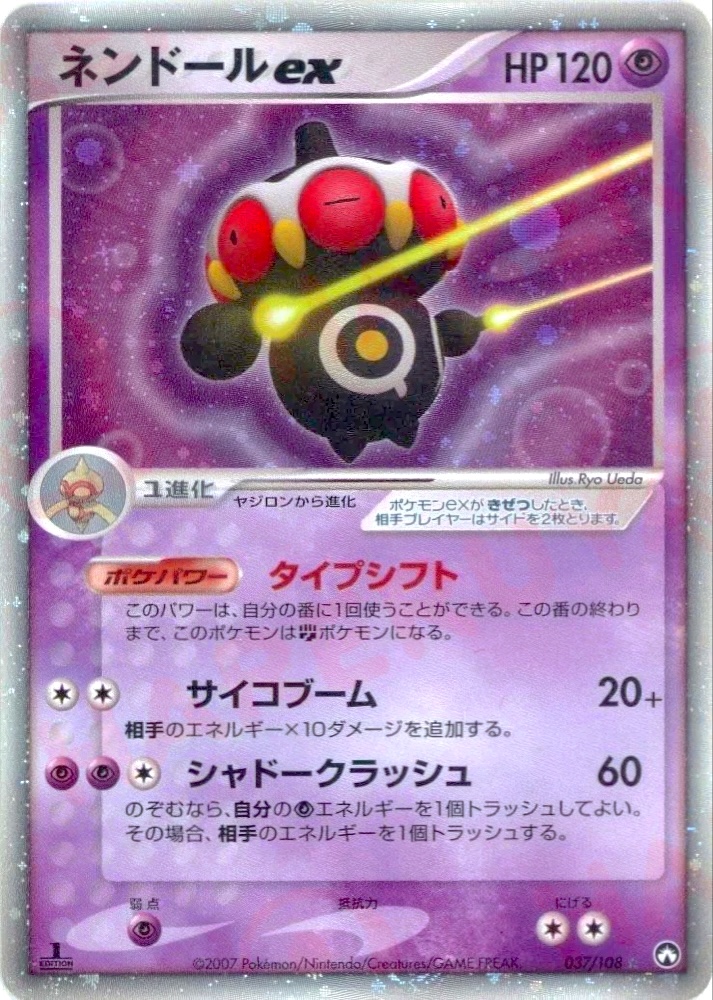 ネンドールex HP120
Illus.Ryo Ueda
1進化 ヤジロンから進化
ポケモンexが きぜつしたとき、
相手プレイヤーはサイドを2枚とります。
ポケパワー タイプシフト
このパワーは、自分の番に1回使うことができる。この番の終わり
まで、このポケモンはポケモンになる。
サイコブーム 20+
相手のエネルギー×10ダメージを追加する。
シャドークラッシュ 60
のぞむなら、自分のエネルギーを1個トラッシュしてよい。
その場合、相手のエネルギーを1個トラッシュする。
弱点 抵抗力 にげる
1
EDITION
©2007 Pokémon/Nintendo/Creatures/GAME FREAK. 037/108